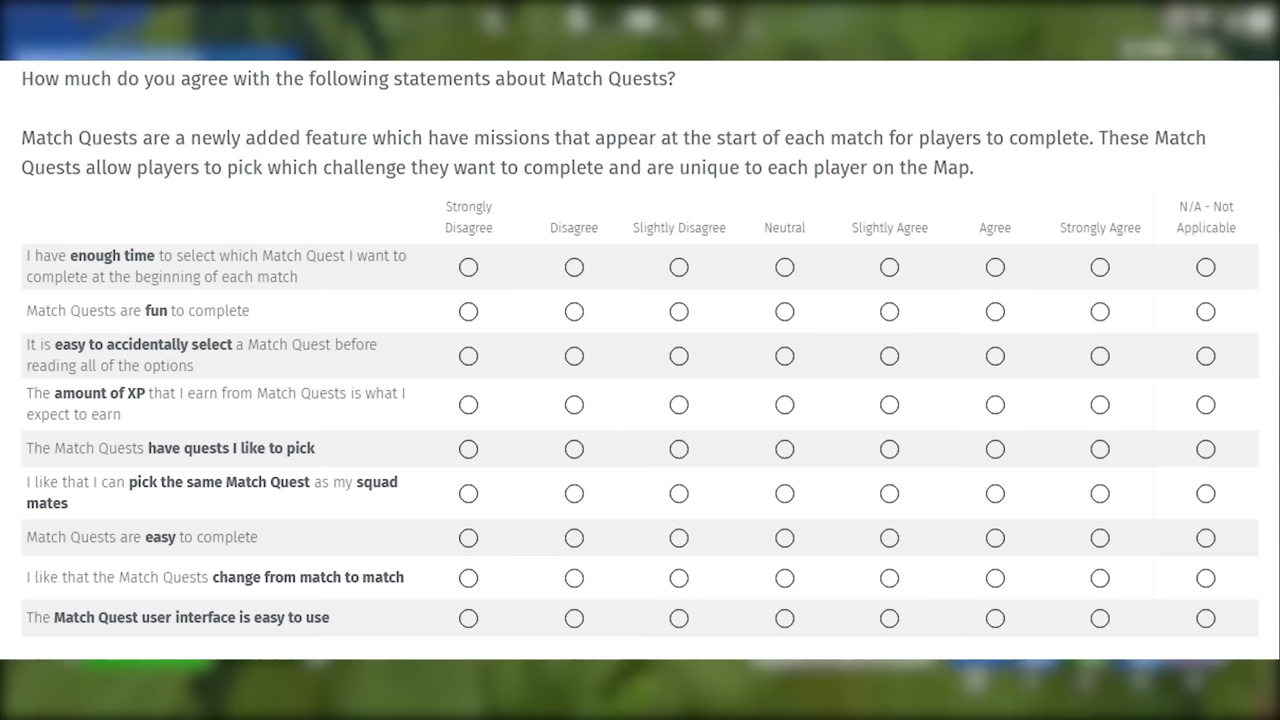 How much do you agree with the following statements about Match Quests?
Match Quests are a newly added feature which have missions that appear at the start of each match for players to complete. These Match
Quests allow players to pick which challenge they want to complete and are unique to each player on the Map.
Strongly
Disagree
Disagree
Slightly Disagree
Neutral
Slightly Agree
Agree
Strongly Agree
N/A - Not
Applicable
I have enough time to select which Match Quest I want to
complete at the beginning of each match
Match Quests are fun to complete
It is easy to accidentally select a Match Quest before
reading all of the options
The amount of XP that I earn from Match Quests is what I
expect to earn
The Match Quests have quests I like to pick
I like that I can pick the same Match Quest as my squad
mates
Match Quests are easy to complete
I like that the Match Quests change from match to match
The Match Quest user interface is easy to use